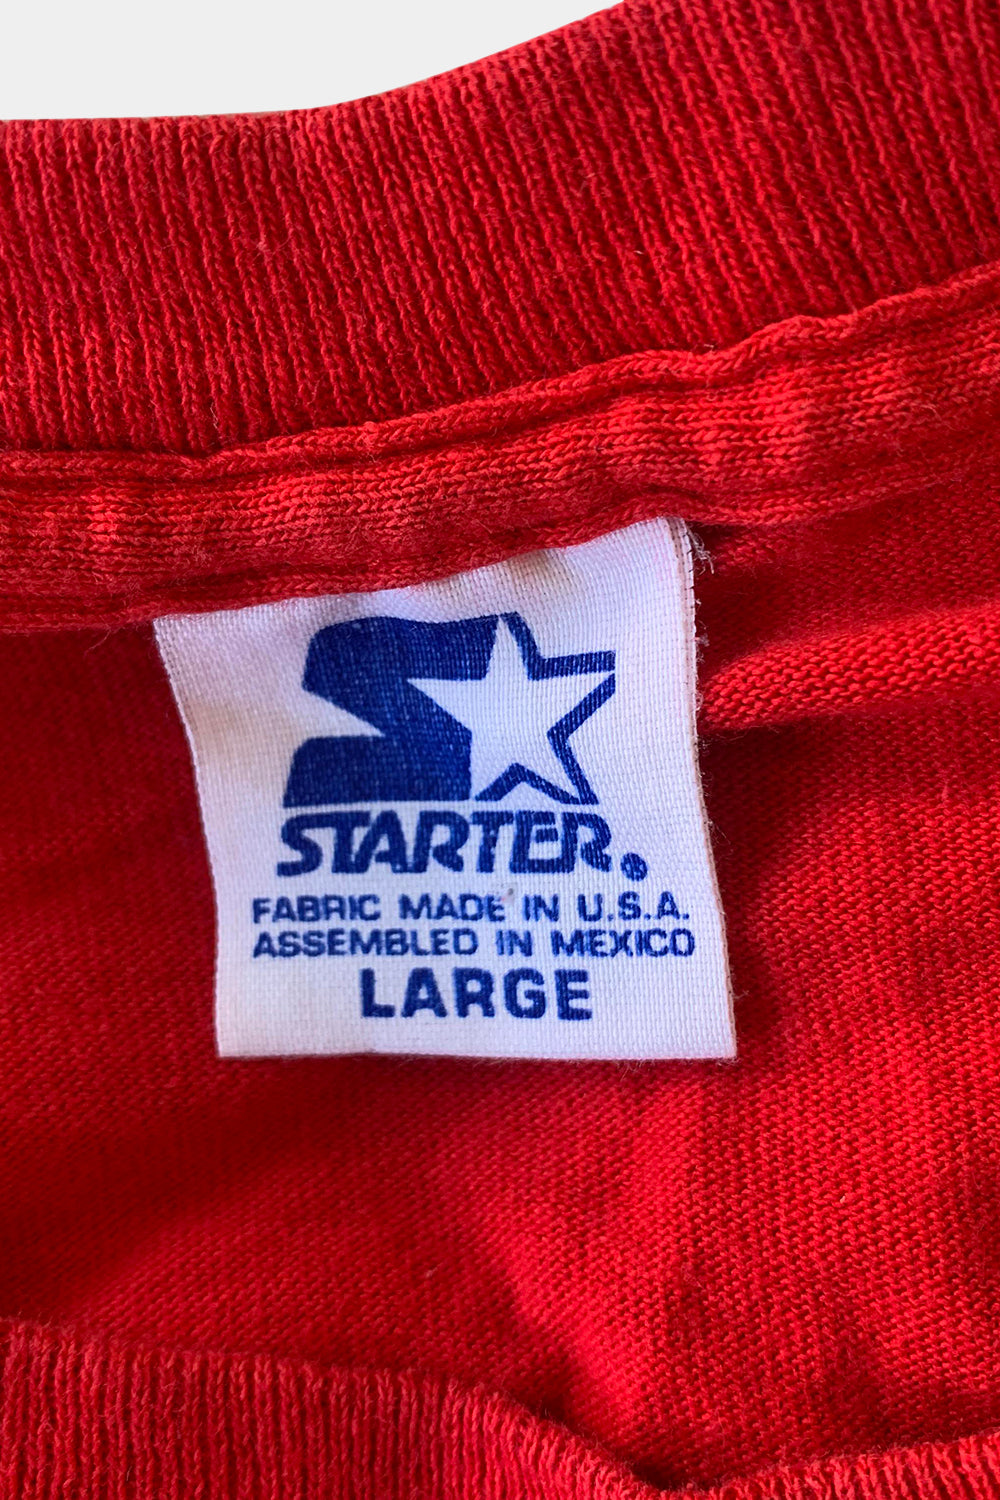 STARTER®
FABRIC MADE IN U.S.A.
ASSEMBLED IN MEXICO
LARGE